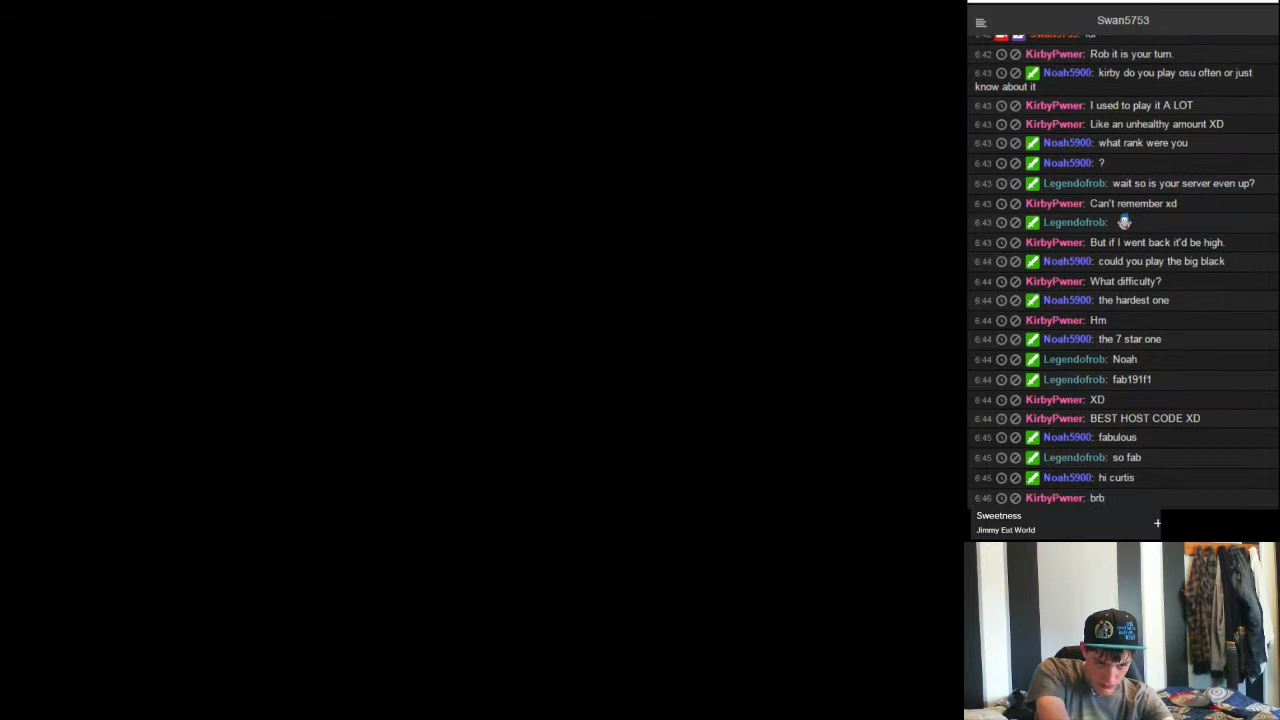 Swan5753
6:42 Swan5753: lol
6:42 KirbyPwner: Rob it is your turn.
6:43 Noah5900: kirby do you play osu often or just
know about it
6:43 KirbyPwner: I used to play it A LOT
6:43 KirbyPwner: Like an unhealthy amount XD
6:43 Noah5900: what rank were you
6:43 Noah5900: ?
6:43 Legendofrob: wait so is your server even up?
6:43 KirbyPwner: Can't remember xd
6:43 Legendofrob:
6:43 KirbyPwner: But if I went back it'd be high.
6:44 Noah5900: could you play the big black
6:44 KirbyPwner: What difficulty?
6:44 Noah5900: the hardest one
6:44 KirbyPwner: Hm
6:44 Noah5900: the 7 star one
6:44 Legendofrob: Noah
6:44 Legendofrob: fab191f1
6:44 KirbyPwner: XD
6:44 KirbyPwner: BEST HOST CODE XD
6:45 Noah5900: fabulous
6:45 Legendofrob: so fab
6:45 Noah5900: hi curtis
6:46 KirbyPwner: brb
Sweetness
+
Jimmy Eat World